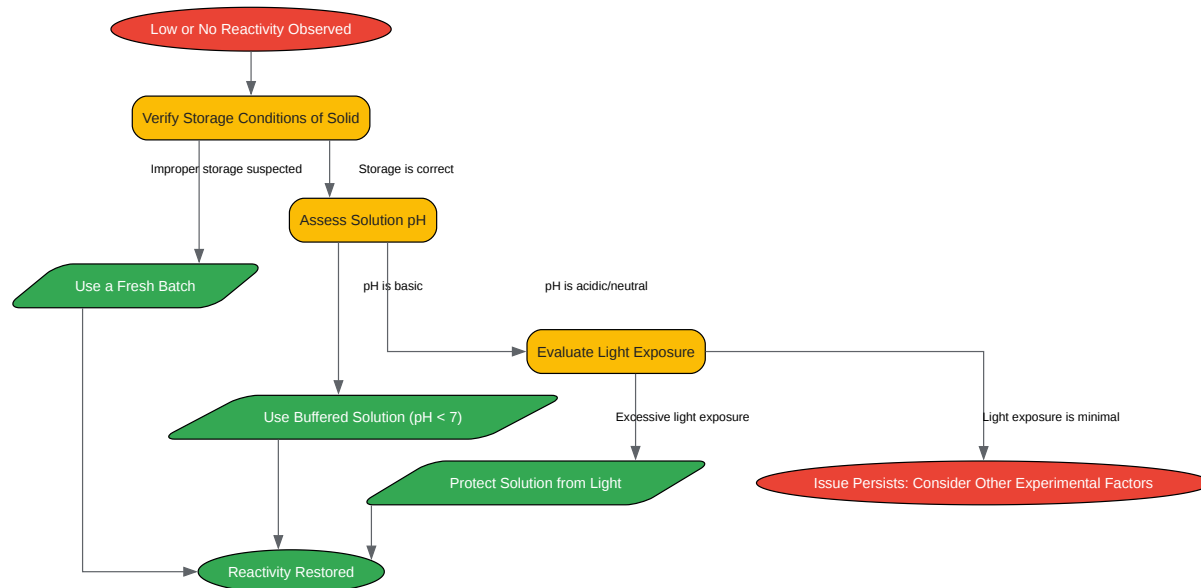 Low or No Reactivity Observed
Verify Storage Conditions of Solid
Improper storage suspected
Storage is correct
Assess Solution pH
Use a Fresh Batch
pH is basic
pH is acidic/neutral
Evaluate Light Exposure
Use Buffered Solution (pH < 7)
Excessive light exposure
Light exposure is minimal
Protect Solution from Light
Issue Persists: Consider Other Experimental Factors
Reactivity Restored